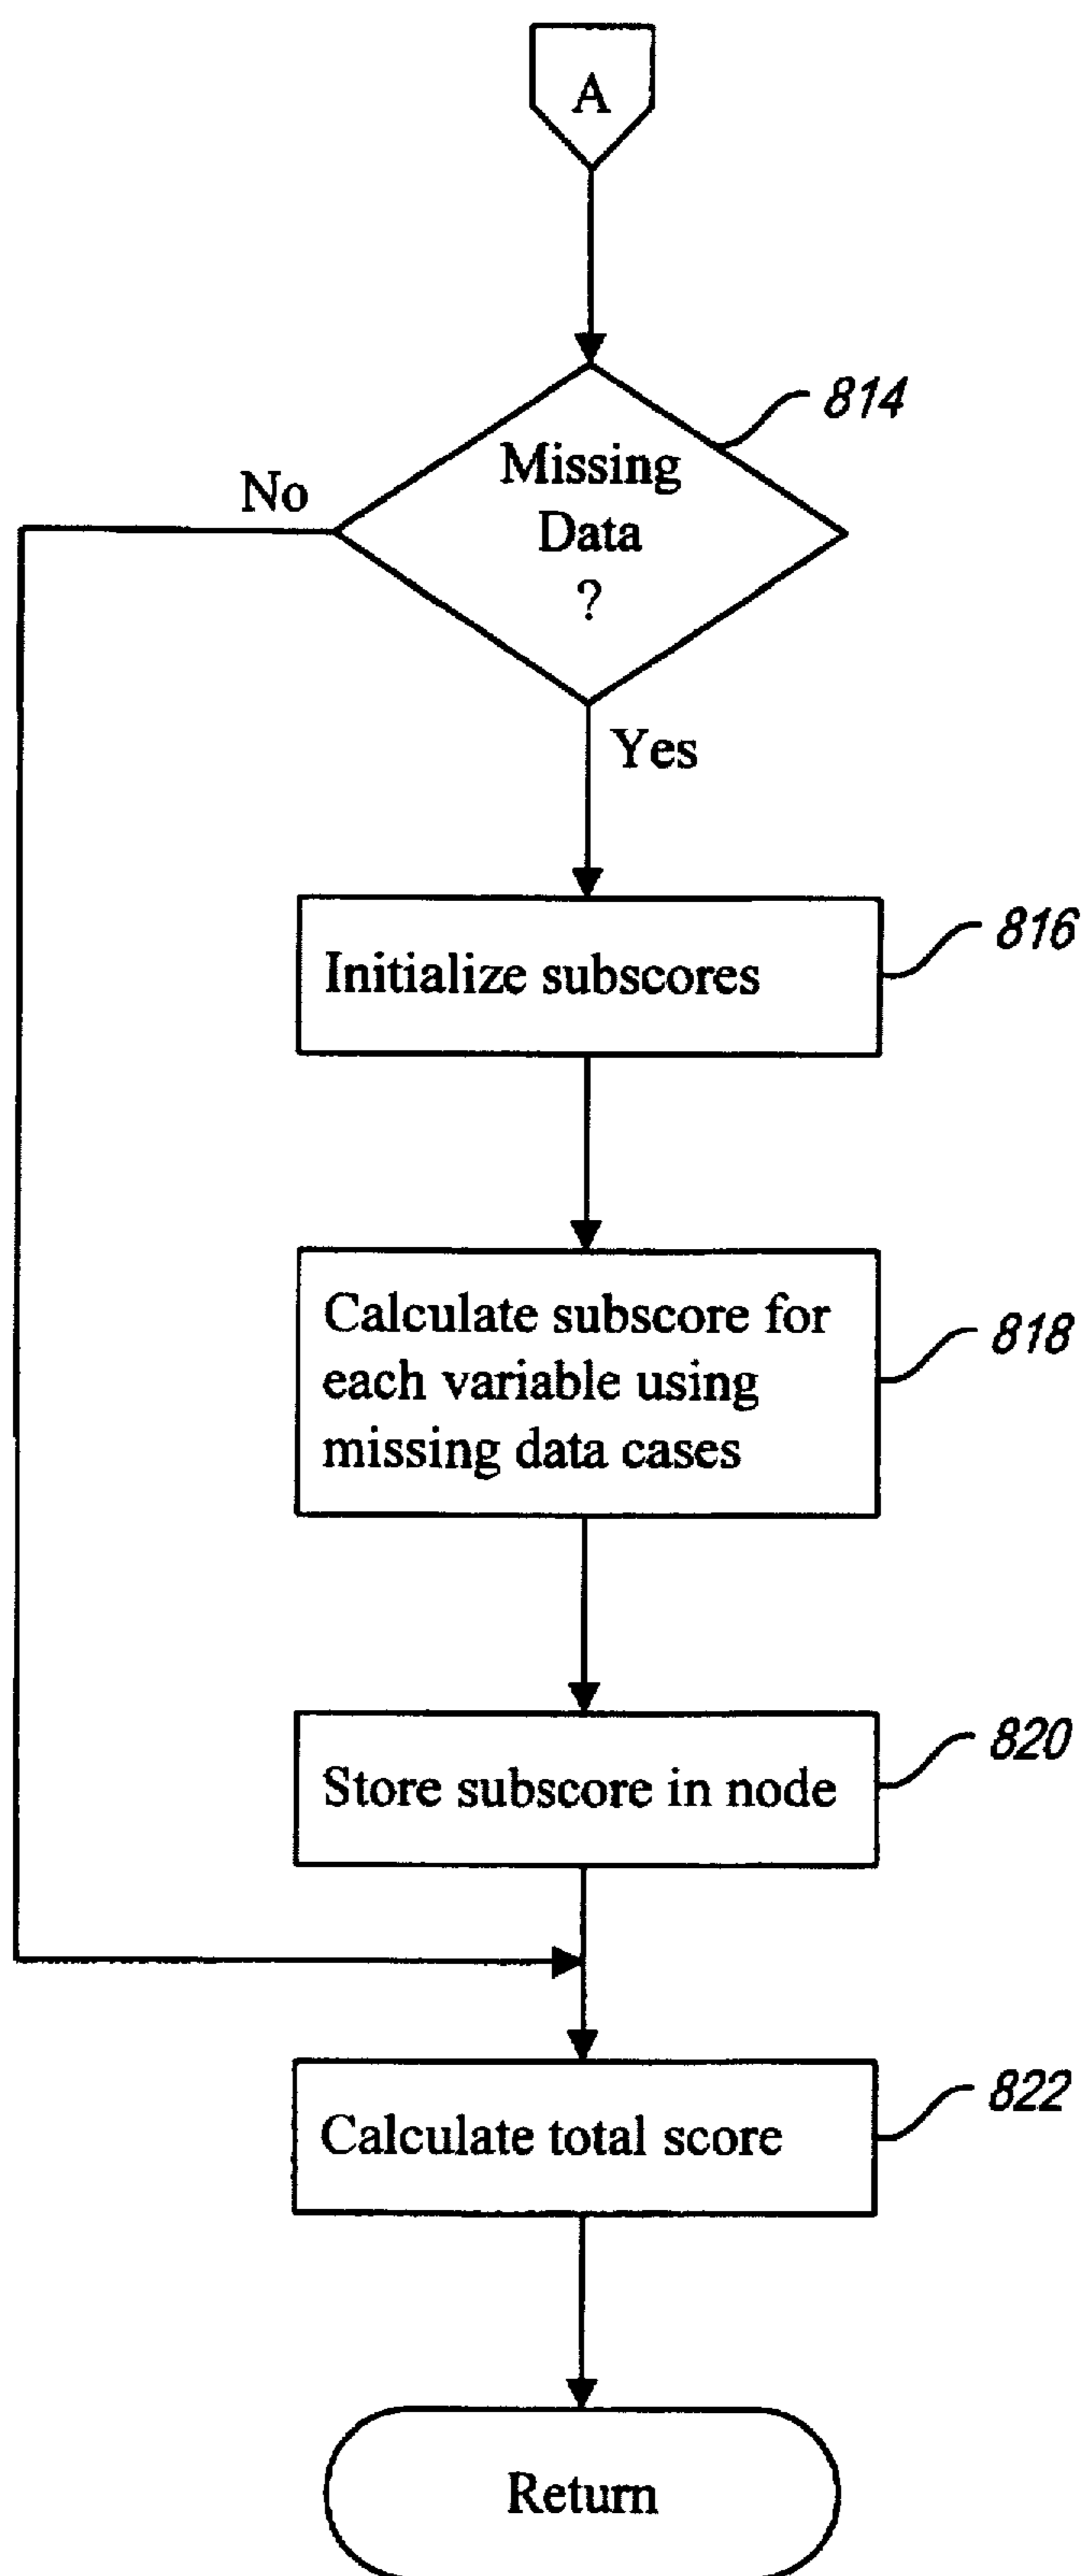 A
814
Missing
Data
?
No
Yes
Initialize subscores
816
Calculate subscore for
each variable using
missing data cases
818
Store subscore in node
820
Calculate total score
822
Return